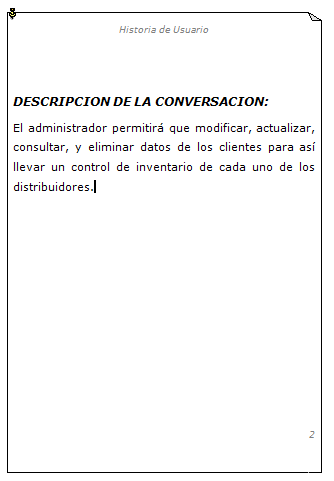 Historia de Usuario
DESCRIPCION DE LA CONVERSACION:
El administrador permitirá que modificar, actualizar,
consultar, y eliminar datos de los clientes para así
llevar un control de inventario de cada uno de los
distribuidores.
2